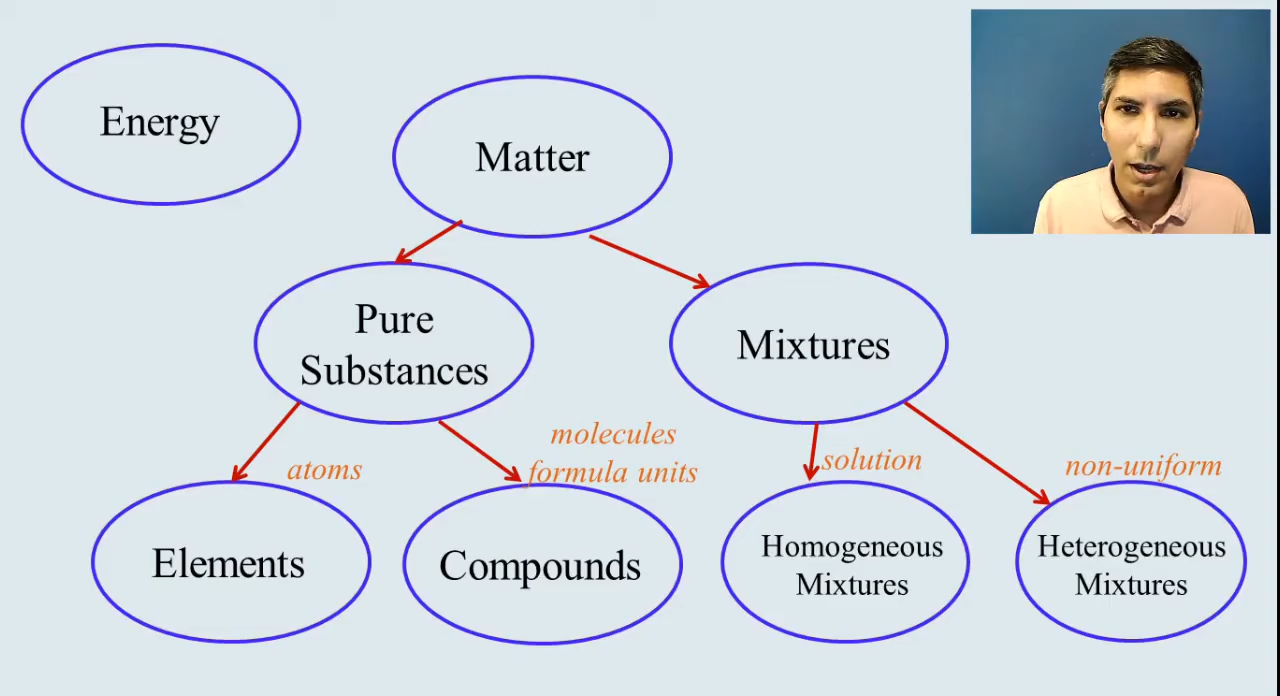 Energy
Matter
Pure
Substances
Mixtures
atoms
molecules
formula units
solution
non-uniform
Elements
Compounds
Homogeneous
Mixtures
Heterogeneous
Mixtures